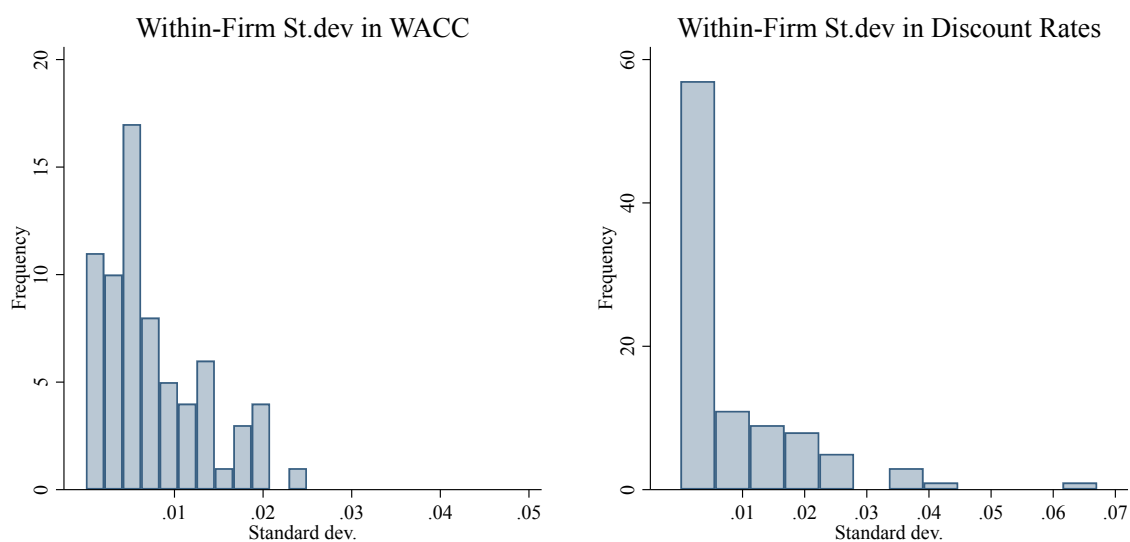 Within-Firm St.dev in WACC
20
15
10
5
0
Frequency
.01 .02 .03 .04 .05
Standard dev.
Within-Firm St.dev in Discount Rates
60
40
20
0
Frequency
.01 .02 .03 .04 .05 .06 .07
Standard dev.